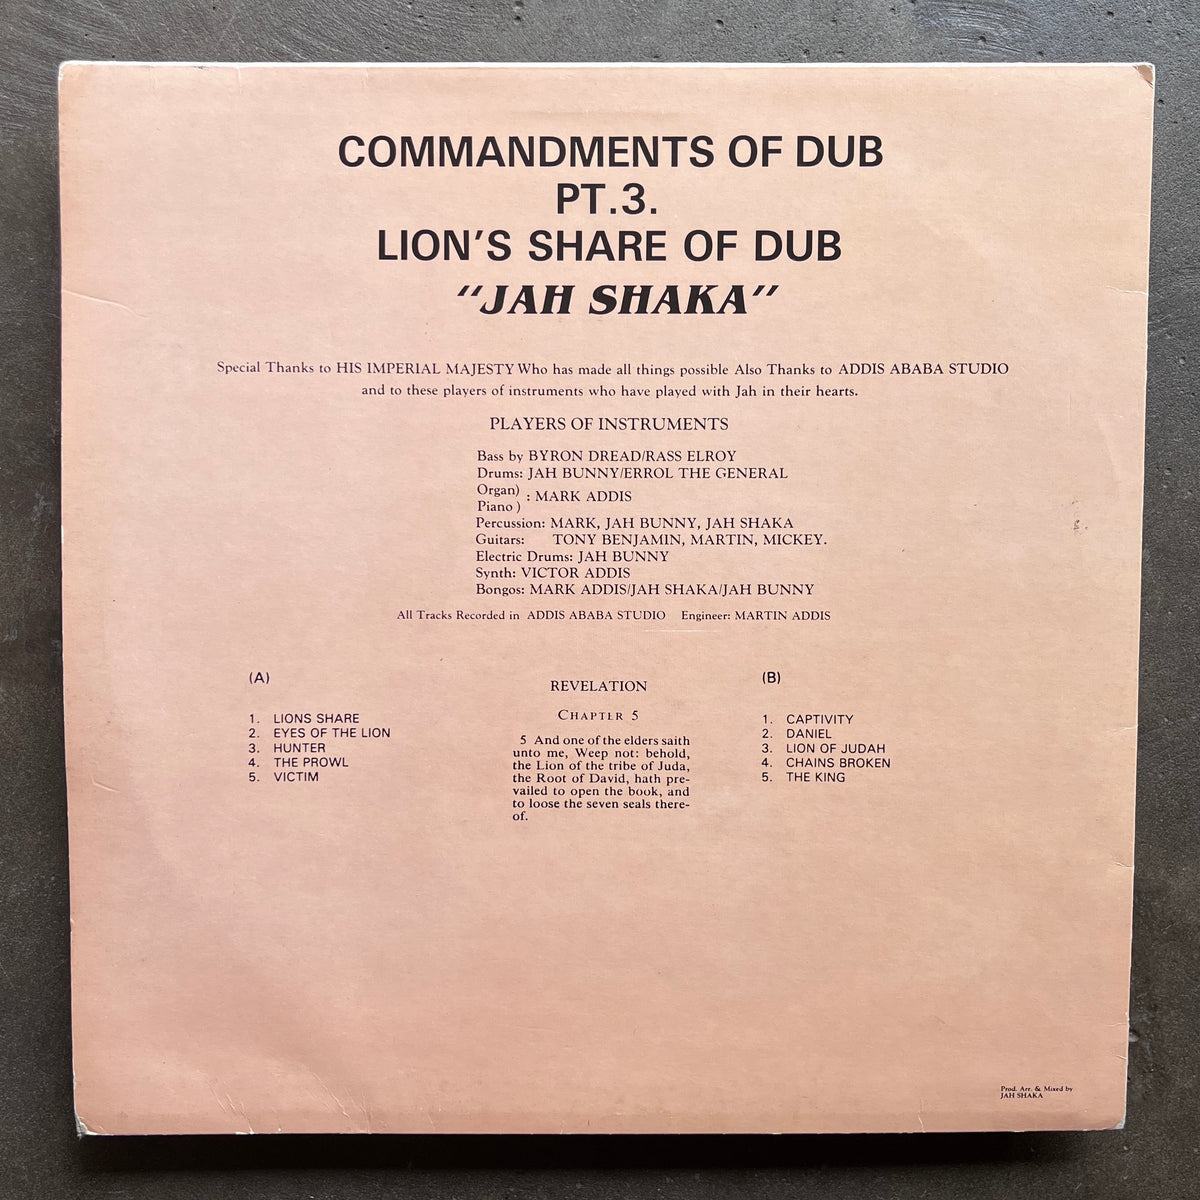 COMMANDMENTS OF DUB
PT.3.
LION'S SHARE OF DUB
"JAH SHAKA"
Special Thanks to HIS IMPERIAL MAJESTY Who has made all things possible Also Thanks to ADDIS ABABA STUDIO
and to these players of instruments who have played with Jah in their hearts.
PLAYERS OF INSTRUMENTS
Bass by BYRON DREAD/RASS ELROY
Drums: JAH BUNNY/ERROL THE GENERAL
Organ)
Piano ) : MARK ADDIS
Percussion: MARK, JAH BUNNY, JAH SHAKA
Guitars: TONY BENJAMIN, MARTIN, MICKEY.
Electric Drums: JAH BUNNY
Synth: VICTOR ADDIS
Bongos: MARK ADDIS/JAH SHAKA/JAH BUNNY
All Tracks Recorded in ADDIS ABABA STUDIO Engineer: MARTIN ADDIS
(A)
1. LIONS SHARE
2. EYES OF THE LION
3. HUNTER
4. THE PROWL
5. VICTIM
REVELATION
CHAPTER 5
5 And one of the elders saith
unto me, Weep not: behold,
the Lion of the tribe of Juda,
the Root of David, hath pre-
vailed to open the book, and
to loose the seven seals there-
of.
(B)
1. CAPTIVITY
2. DANIEL
3. LION OF JUDAH
4. CHAINS BROKEN
5. THE KING
Prod. Arr. & Mixed by
JAH SHAKA